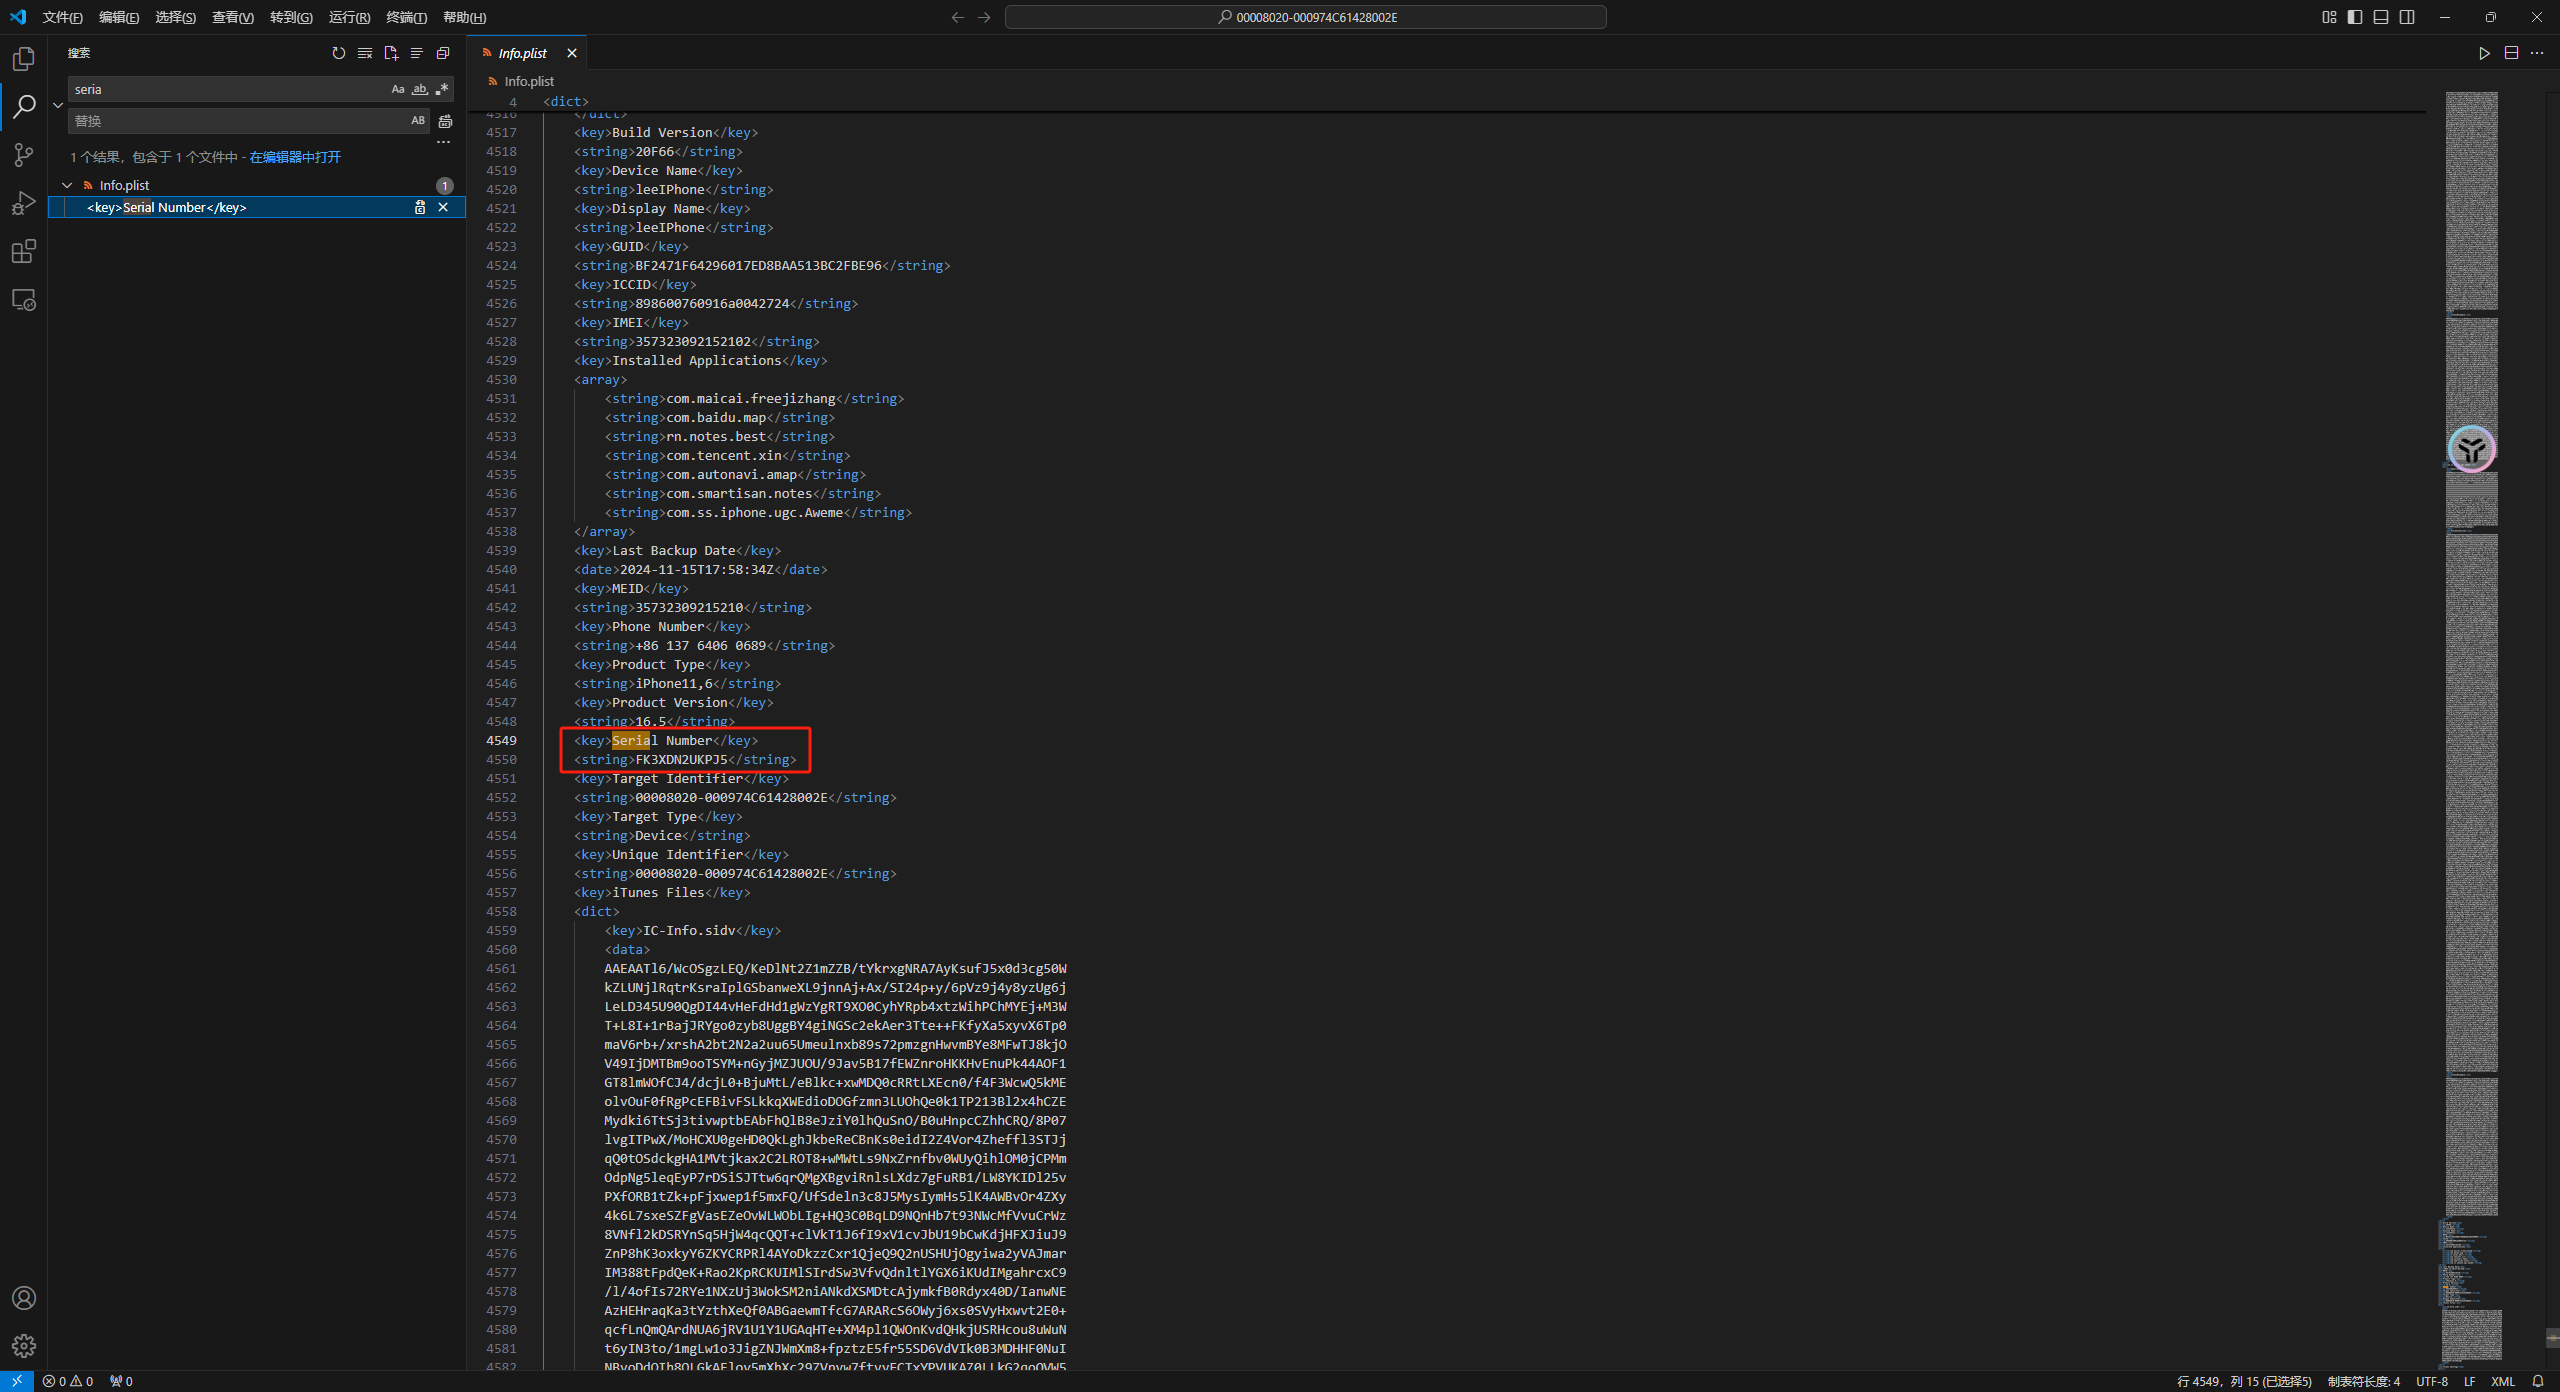 文件(F) 编辑(E) 选择(S) 查看(V) 转到(G) 运行(R) 终端(T) 帮助(H)
00008020-000974C61428002E
搜索
seria
Aa ab .*
替换
AB
1 个结果，包含于 1 个文件中 - 在编辑器中打开
Info.plist 1
<key>Serial Number</key>
Info.plist
Info.plist
4 <dict>
4516 </dict>
4517 <key>Build Version</key>
4518 <string>20F66</string>
4519 <key>Device Name</key>
4520 <string>leeIPhone</string>
4521 <key>Display Name</key>
4522 <string>leeIPhone</string>
4523 <key>GUID</key>
4524 <string>BF2471F64296017ED8BAA513BC2FBE96</string>
4525 <key>ICCID</key>
4526 <string>898600760916a0042724</string>
4527 <key>IMEI</key>
4528 <string>357323092152102</string>
4529 <key>Installed Applications</key>
4530 <array>
4531 <string>com.maicai.freejizhang</string>
4532 <string>com.baidu.map</string>
4533 <string>rn.notes.best</string>
4534 <string>com.tencent.xin</string>
4535 <string>com.autonavi.amap</string>
4536 <string>com.smartisan.notes</string>
4537 <string>com.ss.iphone.ugc.Aweme</string>
4538 </array>
4539 <key>Last Backup Date</key>
4540 <date>2024-11-15T17:58:34Z</date>
4541 <key>MEID</key>
4542 <string>35732309215210</string>
4543 <key>Phone Number</key>
4544 <string>+86 137 6406 0689</string>
4545 <key>Product Type</key>
4546 <string>iPhone11,6</string>
4547 <key>Product Version</key>
4548 <string>16.5</string>
4549 <key>Serial Number</key>
4550 <string>FK3XDN2UKPJ5</string>
4551 <key>Target Identifier</key>
4552 <string>00008020-000974C61428002E</string>
4553 <key>Target Type</key>
4554 <string>Device</string>
4555 <key>Unique Identifier</key>
4556 <string>00008020-000974C61428002E</string>
4557 <key>iTunes Files</key>
4558 <dict>
4559 <key>IC-Info.sidv</key>
4560 <data>
4561 AAEAATl6/WcOSgzLEQ/KeDlNt2Z1mZZB/tYkrxgNRA7AyKsufJ5x0d3cg50W
4562 kZLUNjlRqtrKsraIplGSbanweXL9jnnAj+Ax/SI24p+y/6pVz9j4y8yzUg6j
4563 LeLD345U90QgDI44vHeFdHd1gWzYgRT9XO0CyhYRpb4xtzWihPChMYEj+M3W
4564 T+L8I+1rBajJRYgo0zyb8UggBY4giNGSc2ekAer3Tte++FKfyXa5xyvX6Tp0
4565 maV6rb+/xrshA2bt2N2a2uu65Umeulnxb89s72pmzgnHwvmBYe8MFwTJ8kjO
4566 V49IjDMTBm9ooTSYM+nGyjMZJUOU/9Jav5B17fEWZnroHKKHvEnuPk44AOF1
4567 GT8lmWOfCJ4/dcjL0+BjuMtL/eBlkc+xwMDQ0cRRtLXEcn0/f4F3WcwQ5kME
4568 olvOuF0fRgPcEFBivFSLkkqXWEdioDOGfzmn3LUOhQe0k1TP213Bl2x4hCZE
4569 Mydki6TtSj3tivwptbEAbFhQlB8eJziY0lhQuSnO/B0uHnpcCZhhCRQ/8P07
4570 lvgITPwX/MoHCXU0geHD0QkLghJkbeReCBnKs0eidI2Z4Vor4Zheffl3STJj
4571 qQ0tOSdckgHA1MVtjkax2C2LROT8+wMWtLs9NxZrnfbv0WUyQihlOM0jCPMm
4572 OdpNg5leqEyP7rDSiSJTtw6qrQMgXBgviRnlsLXdz7gFuRB1/LW8YKIDl25v
4573 PXfORB1tZk+pFjxwep1f5mxFQ/UfSdeln3c8J5MysIymHs5lK4AWBvOr4ZXy
4574 4k6L7sxeSZFgVasEZeOvWLWObLIg+HQ3C0BqLD9NQnHb7t93NWcMfVvuCrWz
4575 8VNfl2kDSRYnSq5HjW4qcQQT+clVkT1J6fI9xV1cvJbU19bCwKdjHFXJiuJ9
4576 ZnP8hK3oxkyY6ZKYCRPRl4AYoDkzzCxr1QjeQ9Q2nUSHUjOgyiwa2yVAJmar
4577 IM388tFpdQeK+Rao2KpRCKUIMlSIrdSw3VfvQdnltlYGX6iKUdIMgahrcxC9
4578 /l/4ofIs72RYe1NXzUj3WokSM2niANkdXSMDtcAjymkfB0Rdyx40D/IanwNE
4579 AzHEHraqKa3tYzthXeQf0ABGaewmTfcG7ARARcS6OWyj6xs0SVyHxwvt2E0+
4580 qcfLnQmQArdNUA6jRV1U1Y1UGAqHTe+XM4pl1QWOnKvdQHkjUSRHcou8uWuN
4581 t6yIN3to/1mgLw1o3JigZNJWmXm8+fpztzE5fr55SD6VdVIk0B3MDHHF0NuI
4582
0 0 0
行 4549，列 15 (已选择5) 制表符长度: 4 UTF-8 LF XML